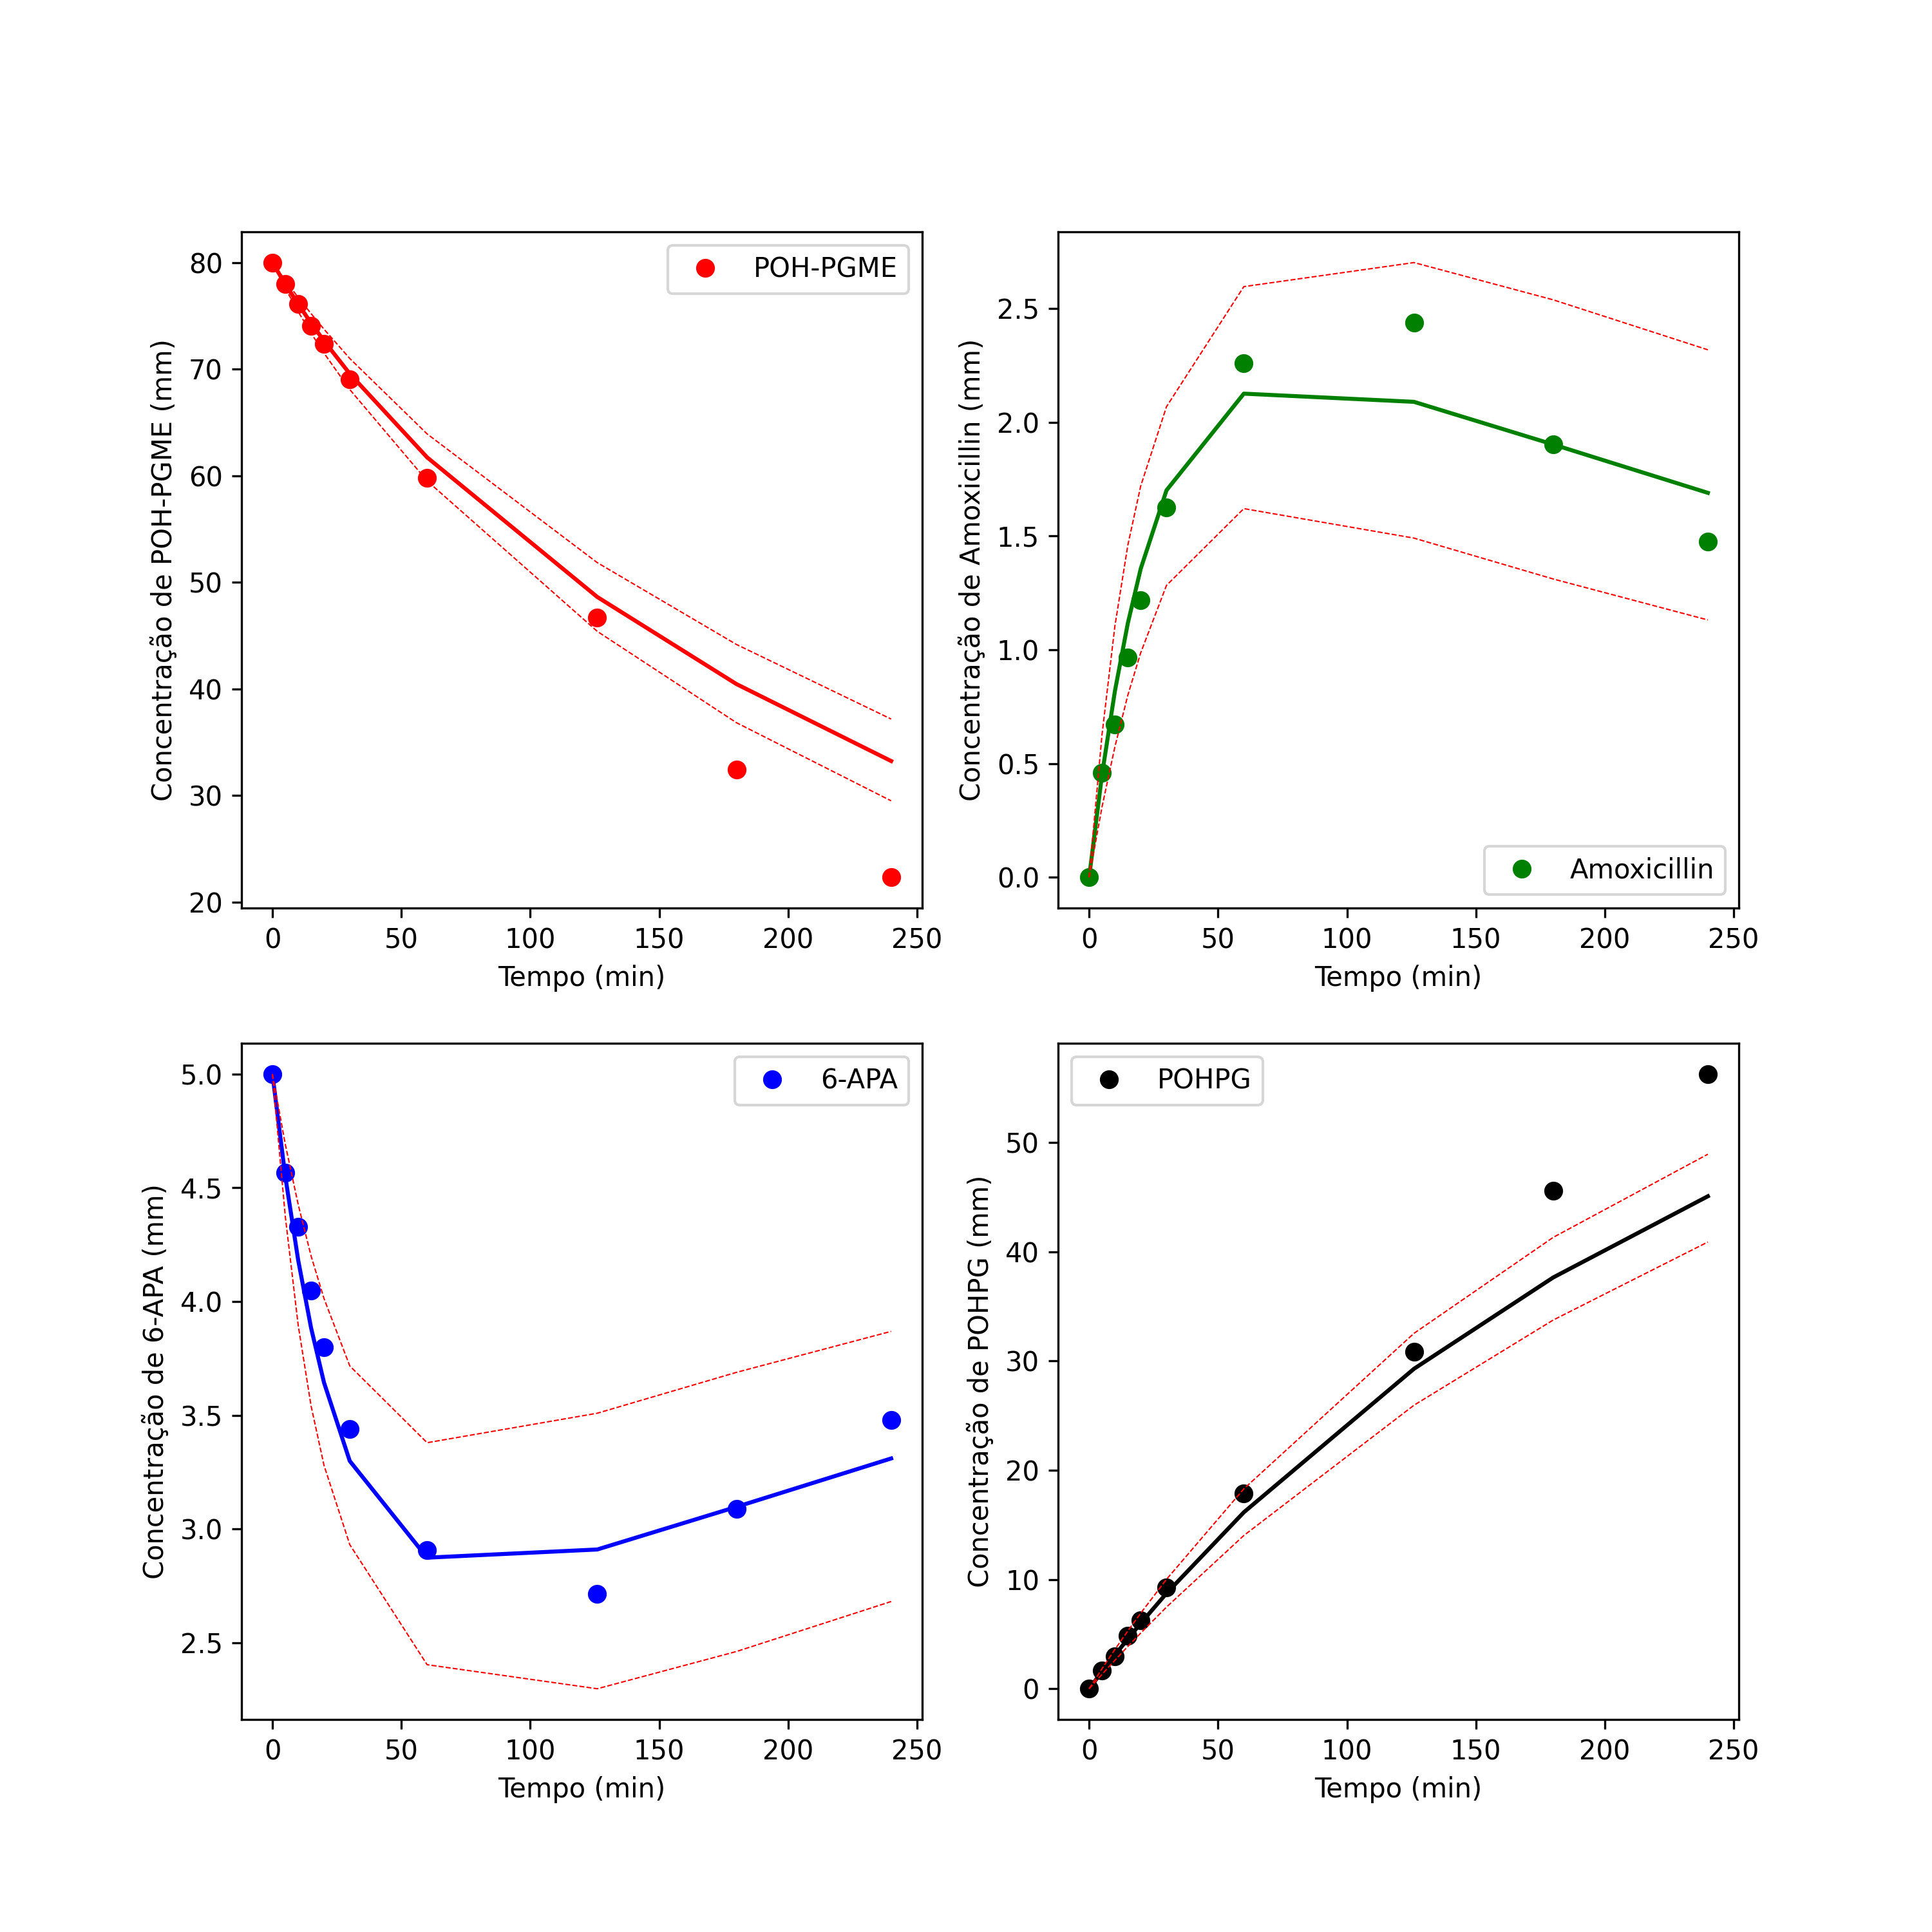 Concentração de POH-PGME (mm)
80
70
60
50
40
30
20
POH-PGME
0 50 100 150 200 250
Tempo (min)
Concentração de Amoxicillin (mm)
2.5
2.0
1.5
1.0
0.5
0.0
Amoxicillin
0 50 100 150 200 250
Tempo (min)
Concentração de 6-APA (mm)
5.0
4.5
4.0
3.5
3.0
2.5
6-APA
0 50 100 150 200 250
Tempo (min)
Concentração de POHPG (mm)
50
40
30
20
10
0
POHPG
0 50 100 150 200 250
Tempo (min)